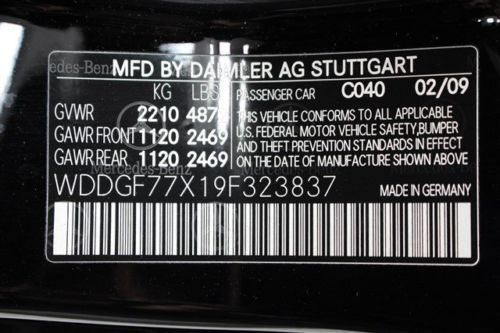 Mercedes-Benz
MFD BY DAIMLER AG STUTTGART
KG LBS PASSENGER CAR C040 02/09
GVWR 2210
GAWR FRONT 1120 2469
GAWR REAR 1120 2469
THIS VEHICLE CONFORMS TO ALL APPLICABLE
U.S. FEDERAL MOTOR VEHICLE SAFETY,BUMPER
AND THEFT PREVENTION STANDARDS IN
EFFECT ON THE DATE OF MANUFACTURE
SHOWN ABOVE.
WDDGF77X19F323837
MADE IN GERMANY